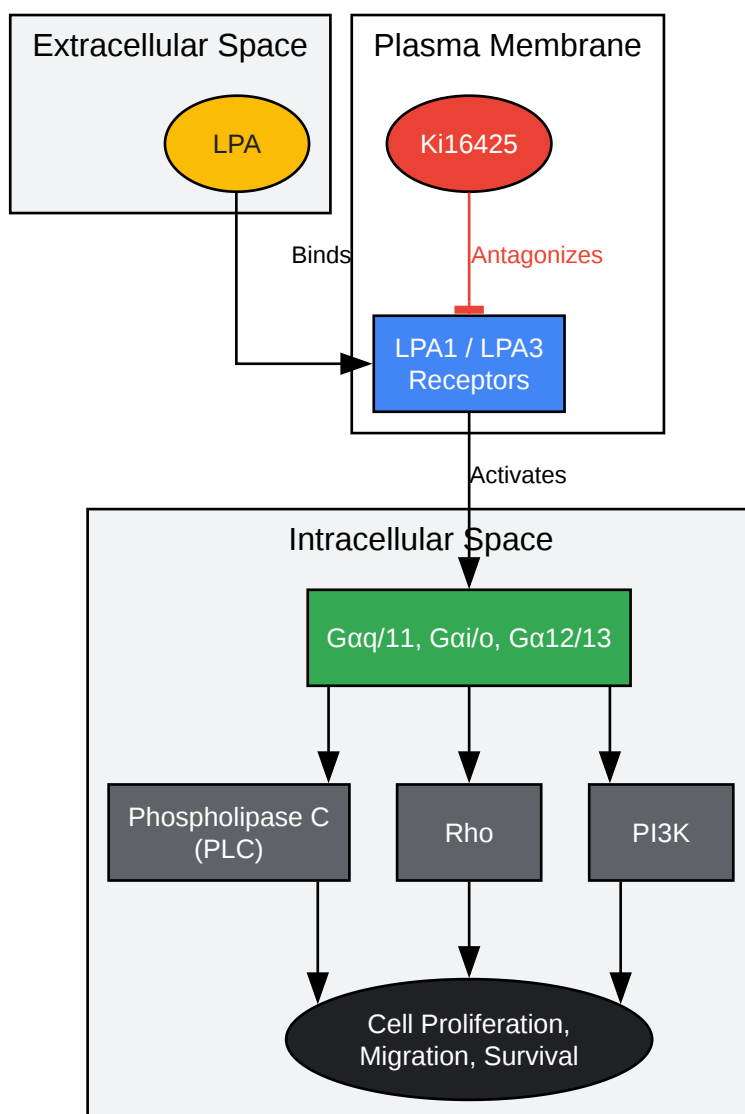 Extracellular Space
Plasma Membrane
LPA
Ki16425
Binds
Antagonizes
LPA1 / LPA3
Receptors
Activates
Intracellular Space
Gαq/11, Gαi/o, Gα12/13
Phospholipase C
(PLC)
Rho
PI3K
Cell Proliferation,
Migration, Survival